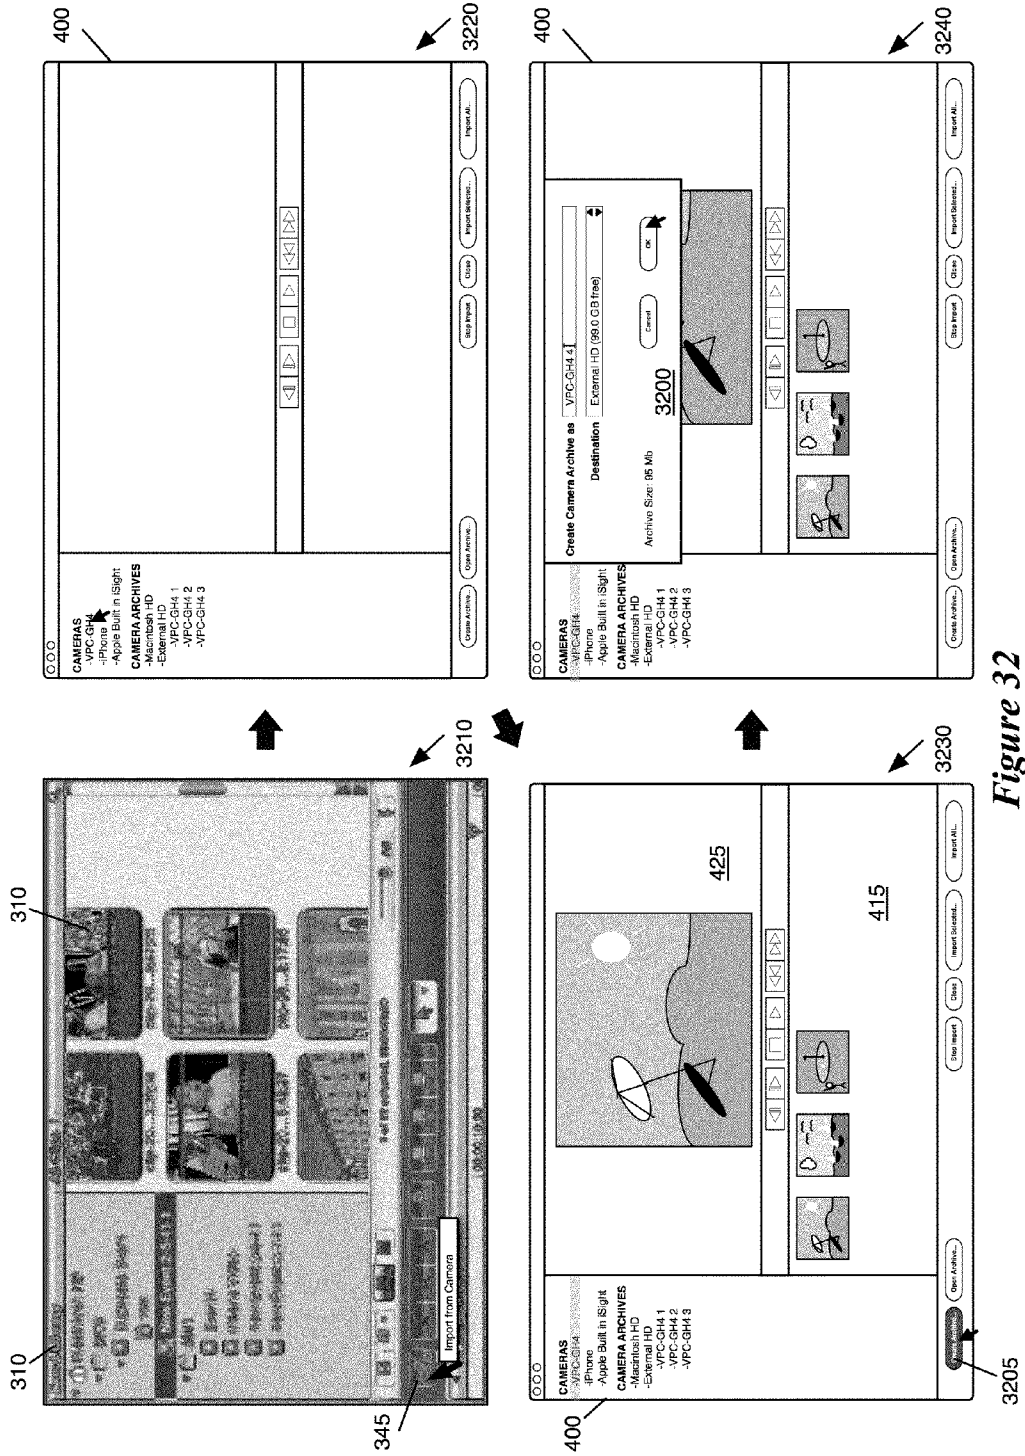 310
310
345
Import from Camera
00:00:10:00
3210
400
CAMERAS
-VPC-GH4
-iPhone
-Apple Built in iSight
CAMERA ARCHIVES
-Macintosh HD
-External HD
-VPC-GH4 1
-VPC-GH4 2
-VPC-GH4 3
Create Archive...
Open Archive...
Stop Import
Close
Import Selected...
Import All...
3220
400
CAMERAS
-VPC-GH4
-iPhone
-Apple Built in iSight
CAMERA ARCHIVES
-Macintosh HD
-External HD
-VPC-GH4 1
-VPC-GH4 2
-VPC-GH4 3
425
415
Open Archive...
Stop Import
Close
Import Selected...
Import All...
3205
3230
400
CAMERAS
-VPC-GH4
-iPhone
-Apple Built in iSight
CAMERA ARCHIVES
-Macintosh HD
-External HD
-VPC-GH4 1
-VPC-GH4 2
-VPC-GH4 3
Create Camera Archive as
VPC-GH4 4
Destination
External HD (99.0 GB free)
3200
Archive Size: 95 Mb
Cancel
OK
Create Archive...
Open Archive...
Stop Import
Close
Import Selected...
Import All...
3240
Figure 32